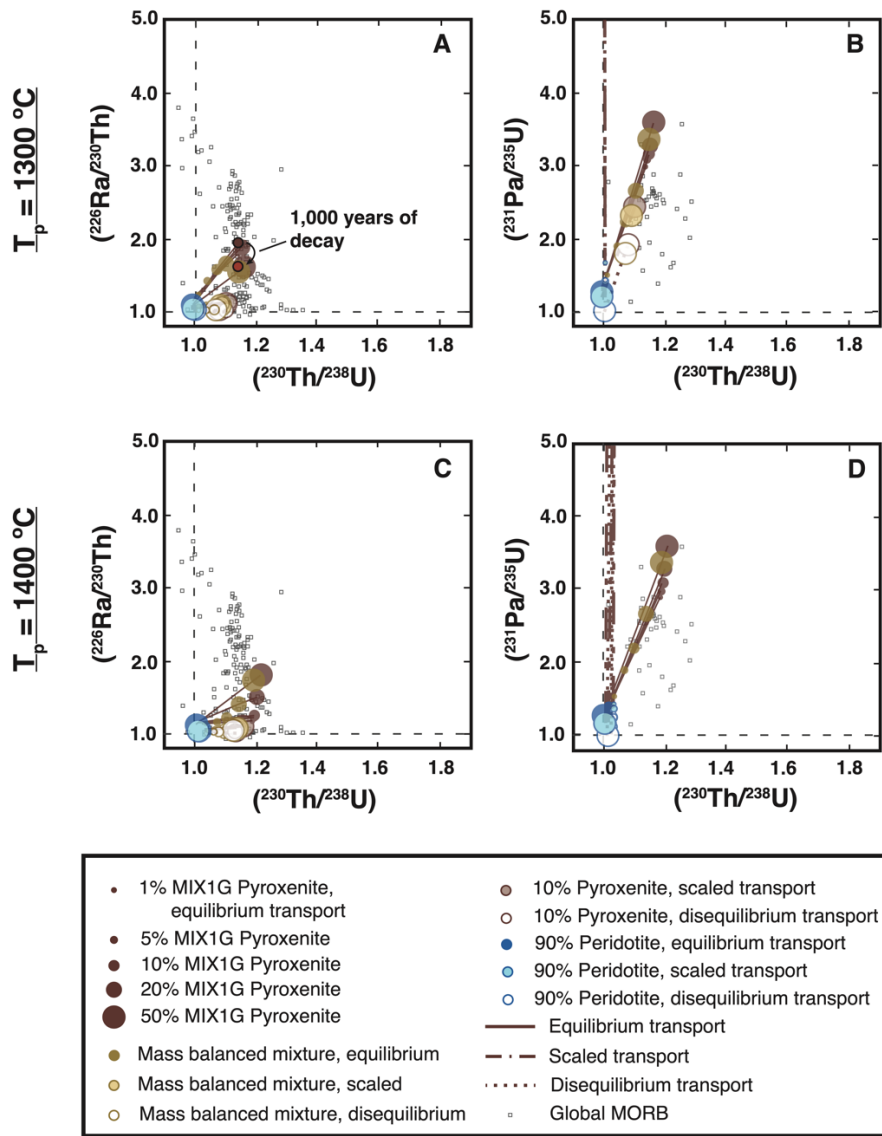 T_p = 1300 ºC
A
5.0
4.0
3.0
2.0
1.0
(²²⁶Ra/²³⁰Th)
1,000 years of
decay
1.0 1.2 1.4 1.6 1.8
(²³⁰Th/²³⁸U)
B
5.0
4.0
3.0
2.0
1.0
(²³¹Pa/²³⁵U)
1.0 1.2 1.4 1.6 1.8
(²³⁰Th/²³⁸U)
T_p = 1400 ºC
C
5.0
4.0
3.0
2.0
1.0
(²²⁶Ra/²³⁰Th)
1.0 1.2 1.4 1.6 1.8
(²³⁰Th/²³⁸U)
D
5.0
4.0
3.0
2.0
1.0
(²³¹Pa/²³⁵U)
1.0 1.2 1.4 1.6 1.8
(²³⁰Th/²³⁸U)
1% MIX1G Pyroxenite,
equilibrium transport
5% MIX1G Pyroxenite
10% MIX1G Pyroxenite
20% MIX1G Pyroxenite
50% MIX1G Pyroxenite
Mass balanced mixture, equilibrium
Mass balanced mixture, scaled
Mass balanced mixture, disequilibrium
10% Pyroxenite, scaled transport
10% Pyroxenite, disequilibrium transport
90% Peridotite, equilibrium transport
90% Peridotite, scaled transport
90% Peridotite, disequilibrium transport
Equilibrium transport
Scaled transport
Disequilibrium transport
Global MORB